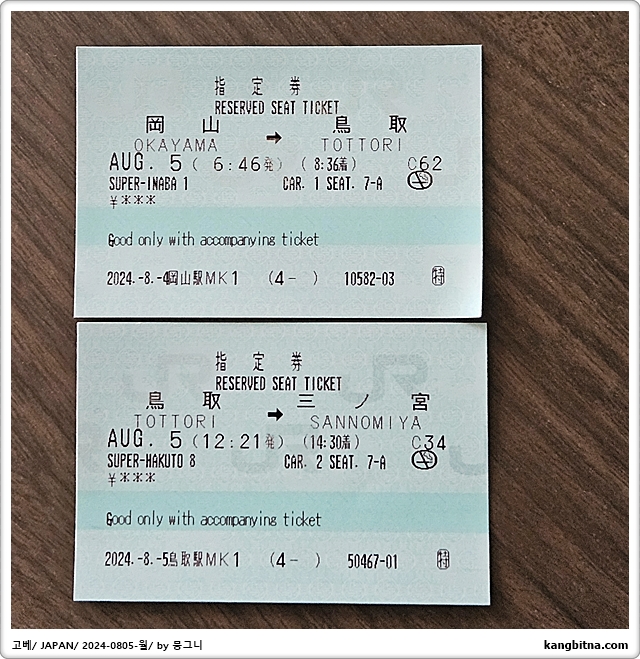 指 定 券
RESERVED SEAT TICKET
岡 山 → 鳥 取
OKAYAMA TOTTORI
AUG. 5 ( 6:46発) (8:36着) C62
SUPER-INABA 1 CAR. 1 SEAT. 7-A
¥***
Good only with accompanying ticket
2024.-8.-4岡山駅MK1 (4- ) 10582-03 特
指 定 券
RESERVED SEAT TICKET
鳥 取 → 三 ノ 宮
TOTTORI SANNOMIYA
AUG. 5 (12:21発) (14:30着) C34
SUPER-HAKUTO 8 CAR. 2 SEAT. 7-A
¥***
Good only with accompanying ticket
2024.-8.-5鳥取駅MK1 (4- ) 50467-01 特
고베/ JAPAN/ 2024-0805-월/ by 뭉그니
kangbitna.com